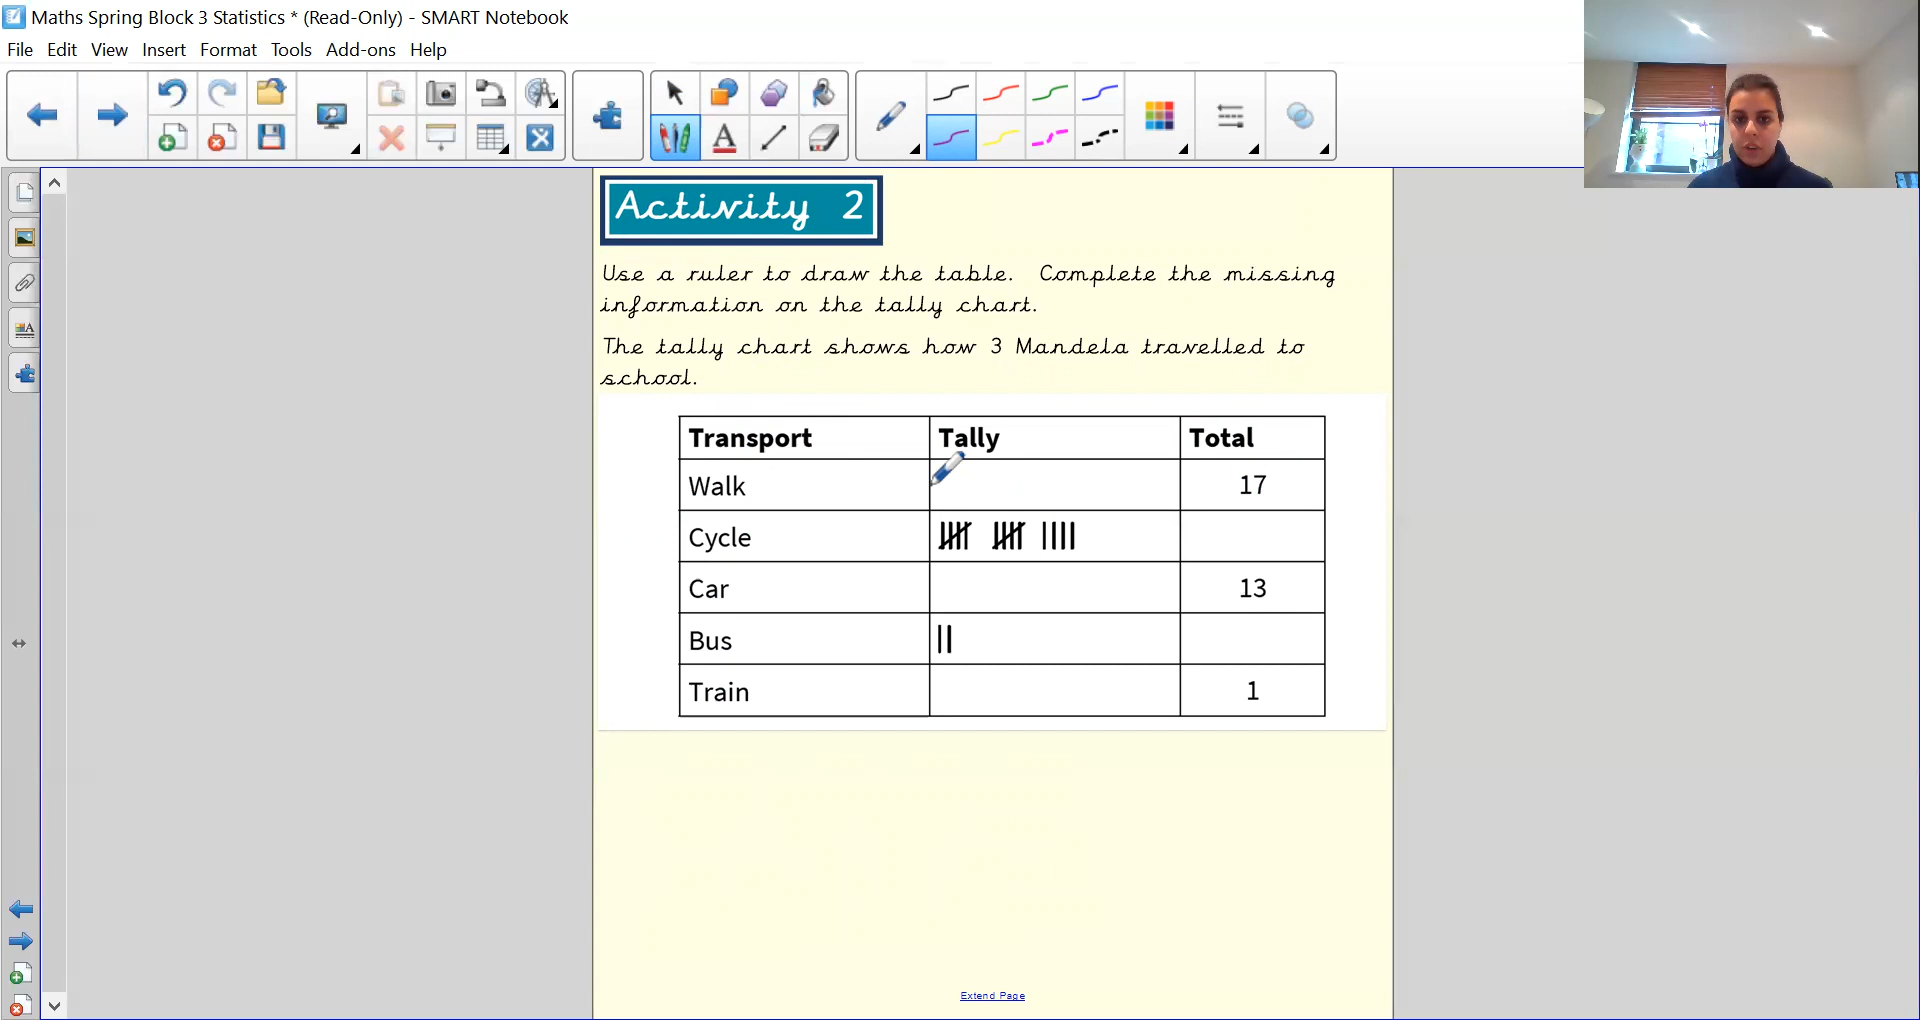 Maths Spring Block 3 Statistics * (Read-Only) - SMART Notebook
File Edit View Insert Format Tools Add-ons Help
Activity 2
Use a ruler to draw the table. Complete the missing
information on the tally chart.
The tally chart shows how 3 Mandela travelled to
school.
Transport Tally Total
Walk 17
Cycle
Car 13
Bus
Train 1
Extend Page